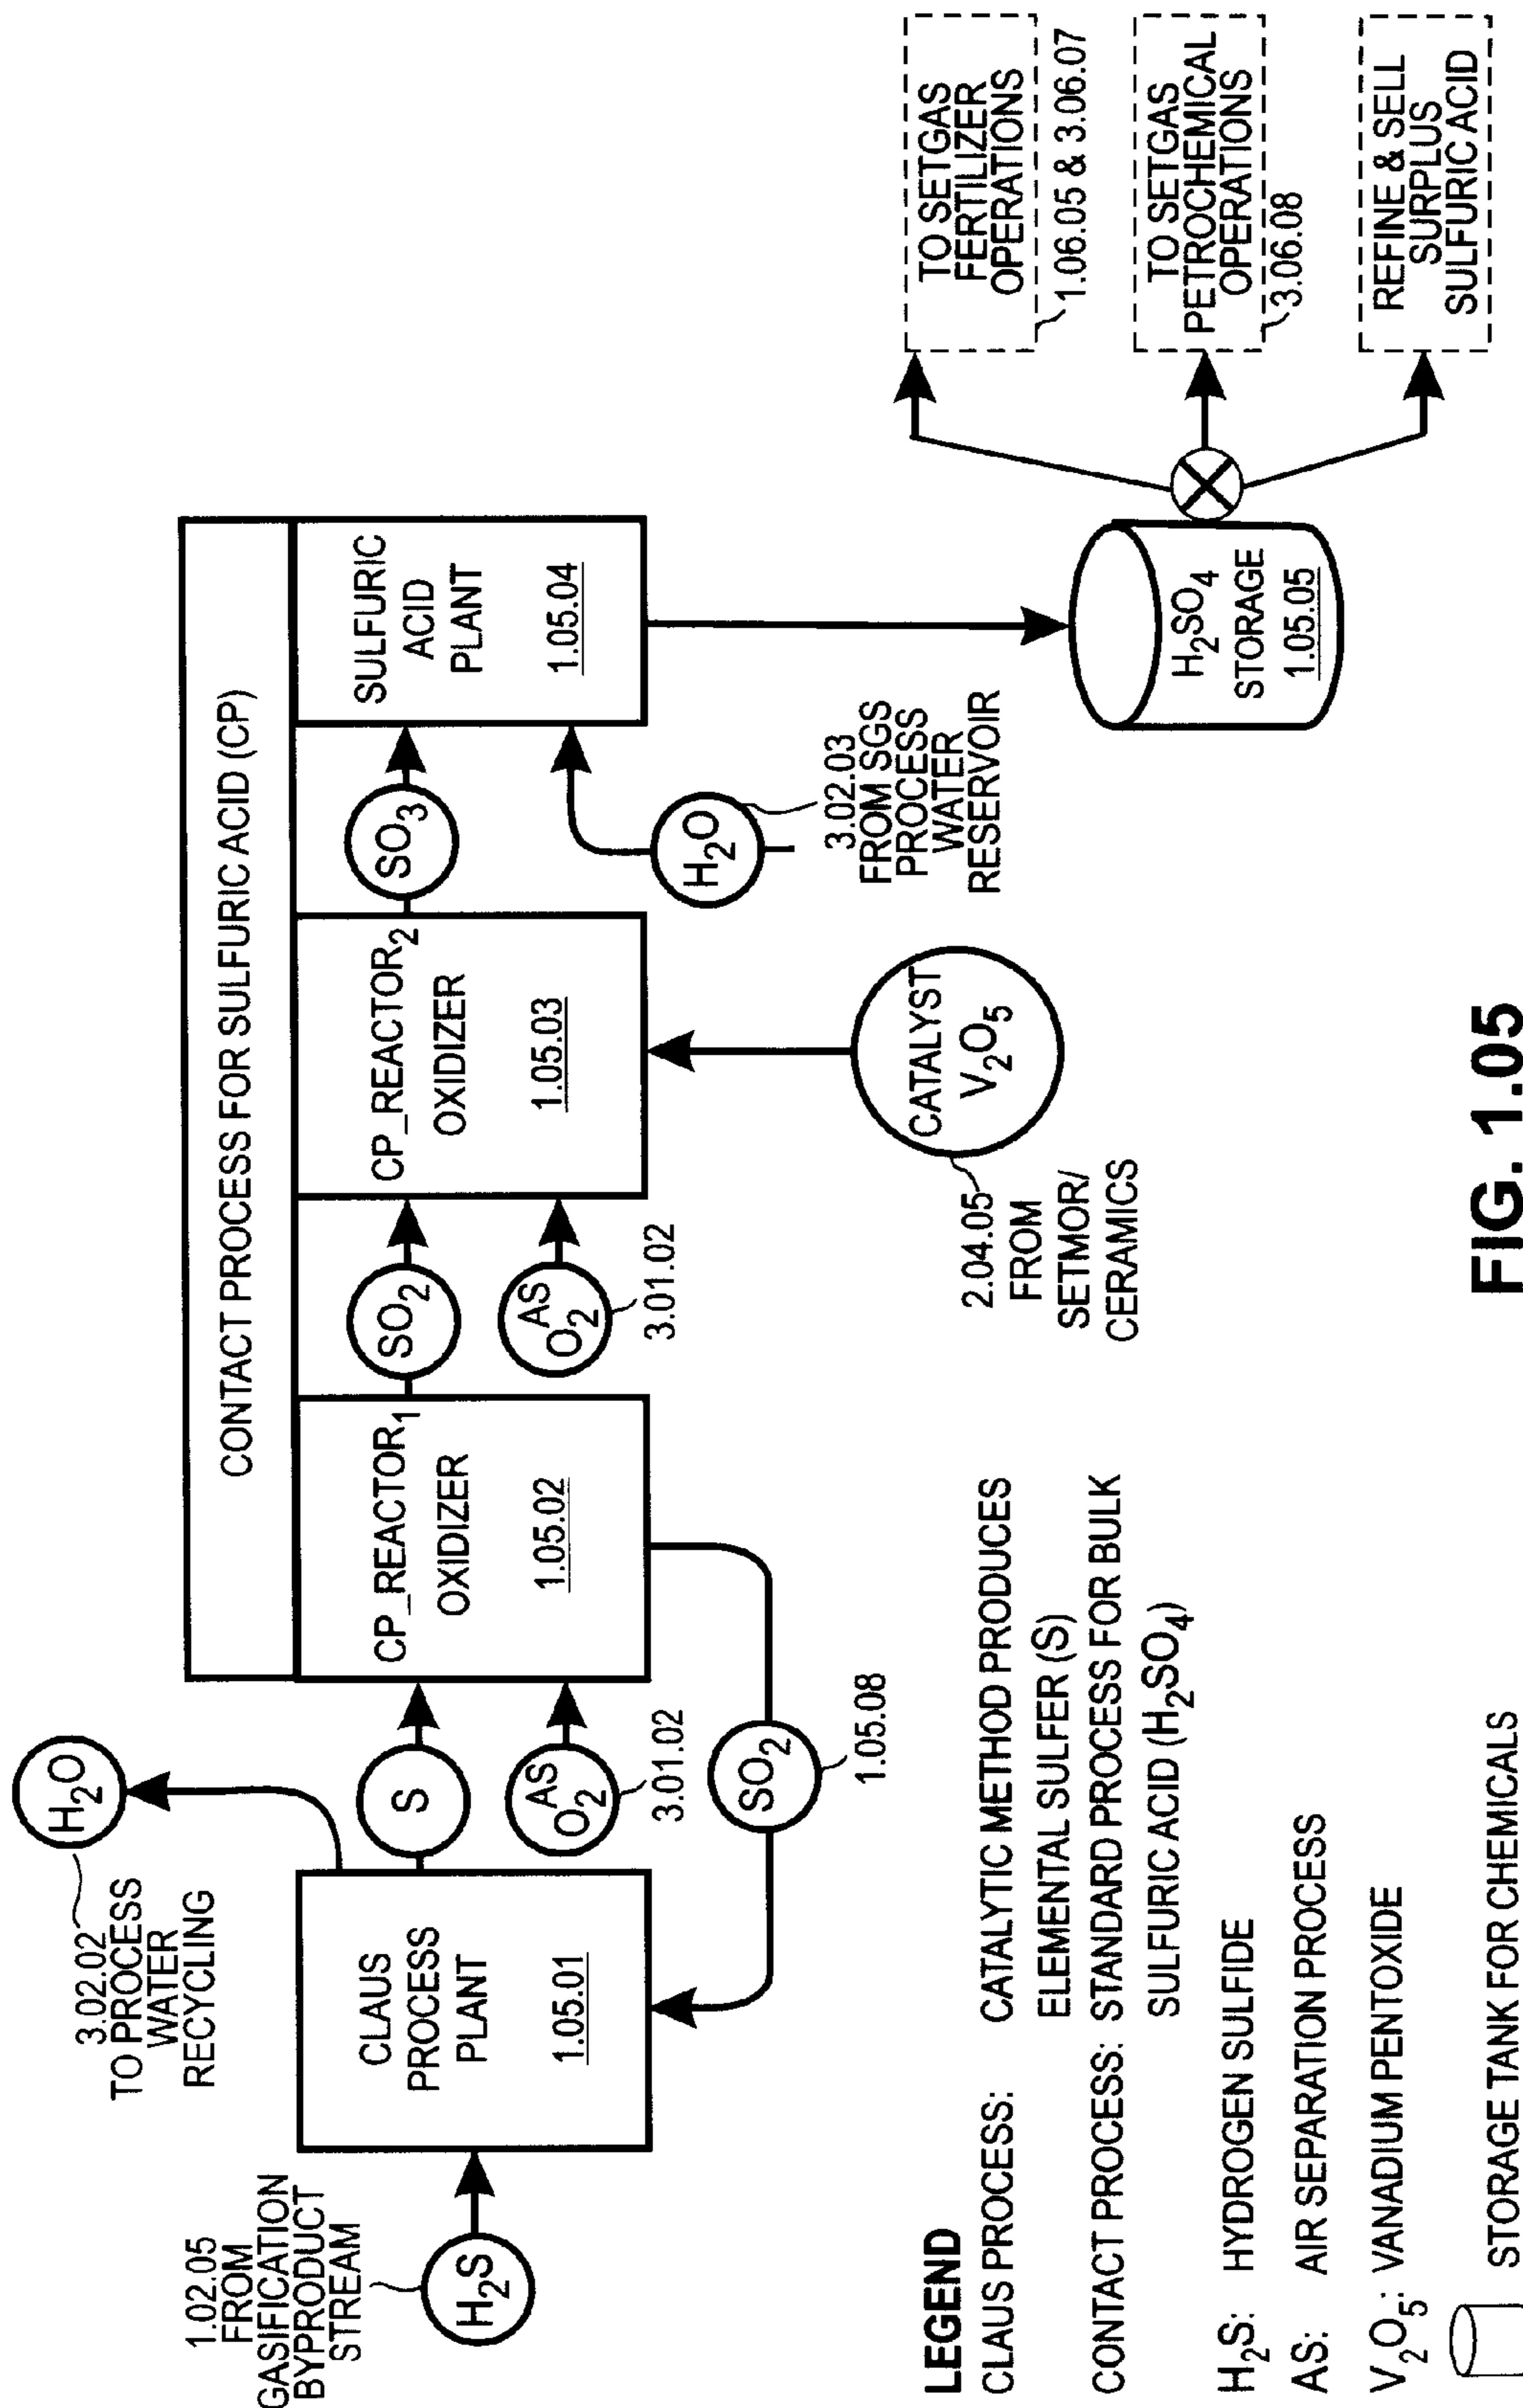 1.02.05
FROM
GASIFICATION
BYPRODUCT
STREAM
H2S
3.02.02
TO PROCESS
WATER
RECYCLING
H2O
CLAUS
PROCESS
PLANT
1.05.01
S
O2 AS
3.01.02
SO2
1.05.08
CONTACT PROCESS FOR SULFURIC ACID (CP)
CP_REACTOR1
OXIDIZER
1.05.02
SO2
O2 AS
3.01.02
CP_REACTOR2
OXIDIZER
1.05.03
CATALYST
V2O5
2.04.05
FROM
SETMOR/
CERAMICS
SO3
H2O
3.02.03
FROM SGS
PROCESS
WATER
RESERVOIR
SULFURIC
ACID
PLANT
1.05.04
H2SO4
STORAGE
1.05.05
TO SETGAS
FERTILIZER
OPERATIONS
1.06.05 & 3.06.07
TO SETGAS
PETROCHEMICAL
OPERATIONS
3.06.08
REFINE & SELL
SURPLUS
SULFURIC ACID
LEGEND
CLAUS PROCESS: CATALYTIC METHOD PRODUCES
ELEMENTAL SULFER (S)
CONTACT PROCESS: STANDARD PROCESS FOR BULK
SULFURIC ACID (H2SO4)
H2S: HYDROGEN SULFIDE
AS: AIR SEPARATION PROCESS
V2O5: VANADIUM PENTOXIDE
STORAGE TANK FOR CHEMICALS
FIG. 1.05